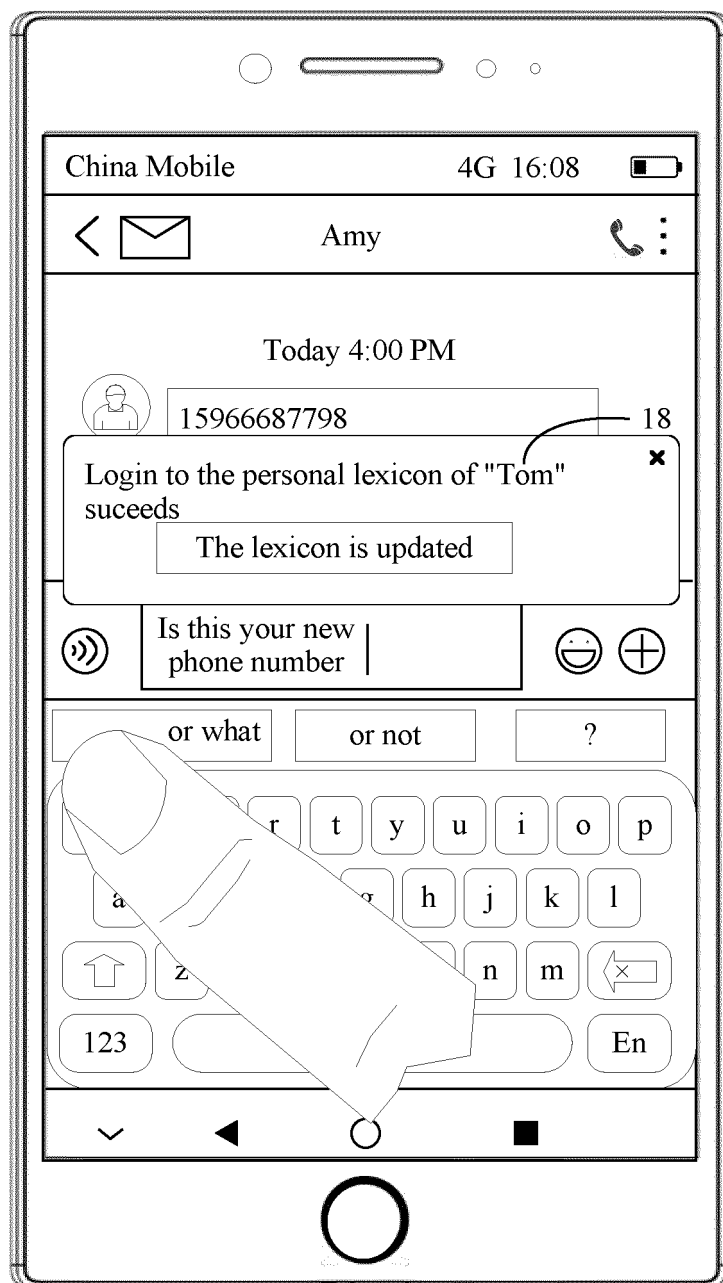 China Mobile 4G 16:08
Amy
Today 4:00 PM
15966687798
18
Login to the personal lexicon of "Tom"
suceeds
The lexicon is updated
Is this your new
phone number
or what or not ?
r t y u i o p
a g h j k l
z n m
123 En